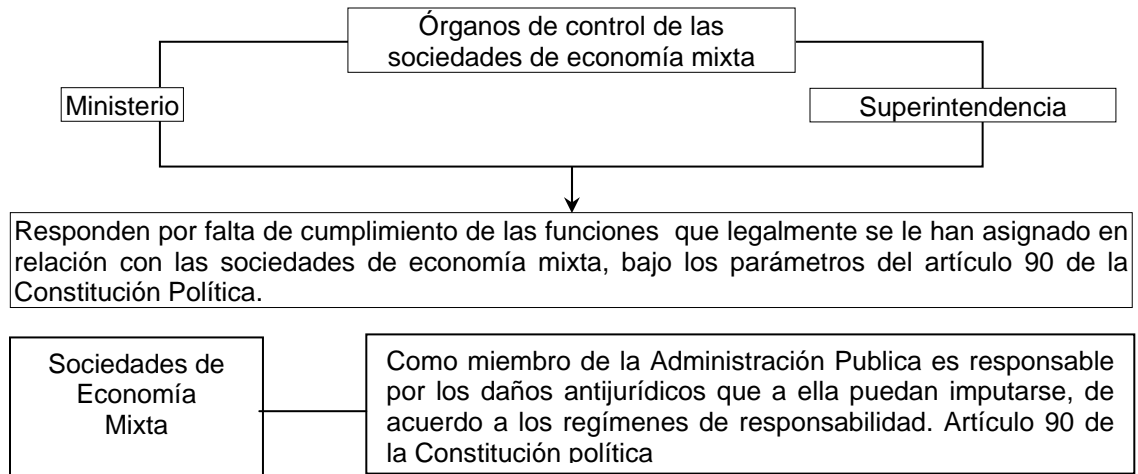 Órganos de control de las
sociedades de economía mixta
Ministerio
Superintendencia
Responden por falta de cumplimiento de las funciones que legalmente se le han asignado en
relación con las sociedades de economía mixta, bajo los parámetros del artículo 90 de la
Constitución Política.
Sociedades de
Economía
Mixta
Como miembro de la Administración Publica es responsable
por los daños antijurídicos que a ella puedan imputarse, de
acuerdo a los regímenes de responsabilidad. Artículo 90 de
la Constitución política